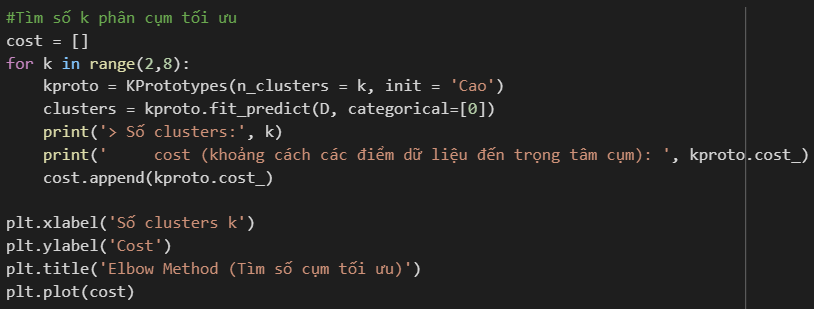 #Tìm số k phân cụm tối ưu
cost = []
for k in range(2,8):
    kproto = KPrototypes(n_clusters = k, init = 'Cao')
    clusters = kproto.fit_predict(D, categorical=[0])
    print('> Số clusters:', k)
    print('     cost (khoảng cách các điểm dữ liệu đến trọng tâm cụm): ', kproto.cost_)
    cost.append(kproto.cost_)

plt.xlabel('Số clusters k')
plt.ylabel('Cost')
plt.title('Elbow Method (Tìm số cụm tối ưu)')
plt.plot(cost)